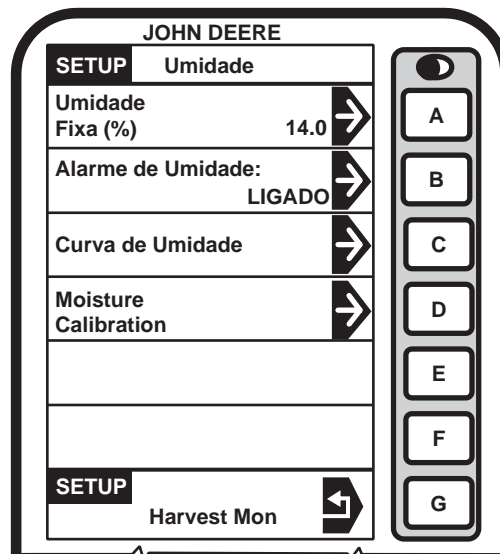 JOHN DEERE
SETUP Umidade
Umidade
Fixa (%) 14.0
A
Alarme de Umidade:
LIGADO
B
Curva de Umidade
C
Moisture
Calibration
D
E
F
SETUP
Harvest Mon
G